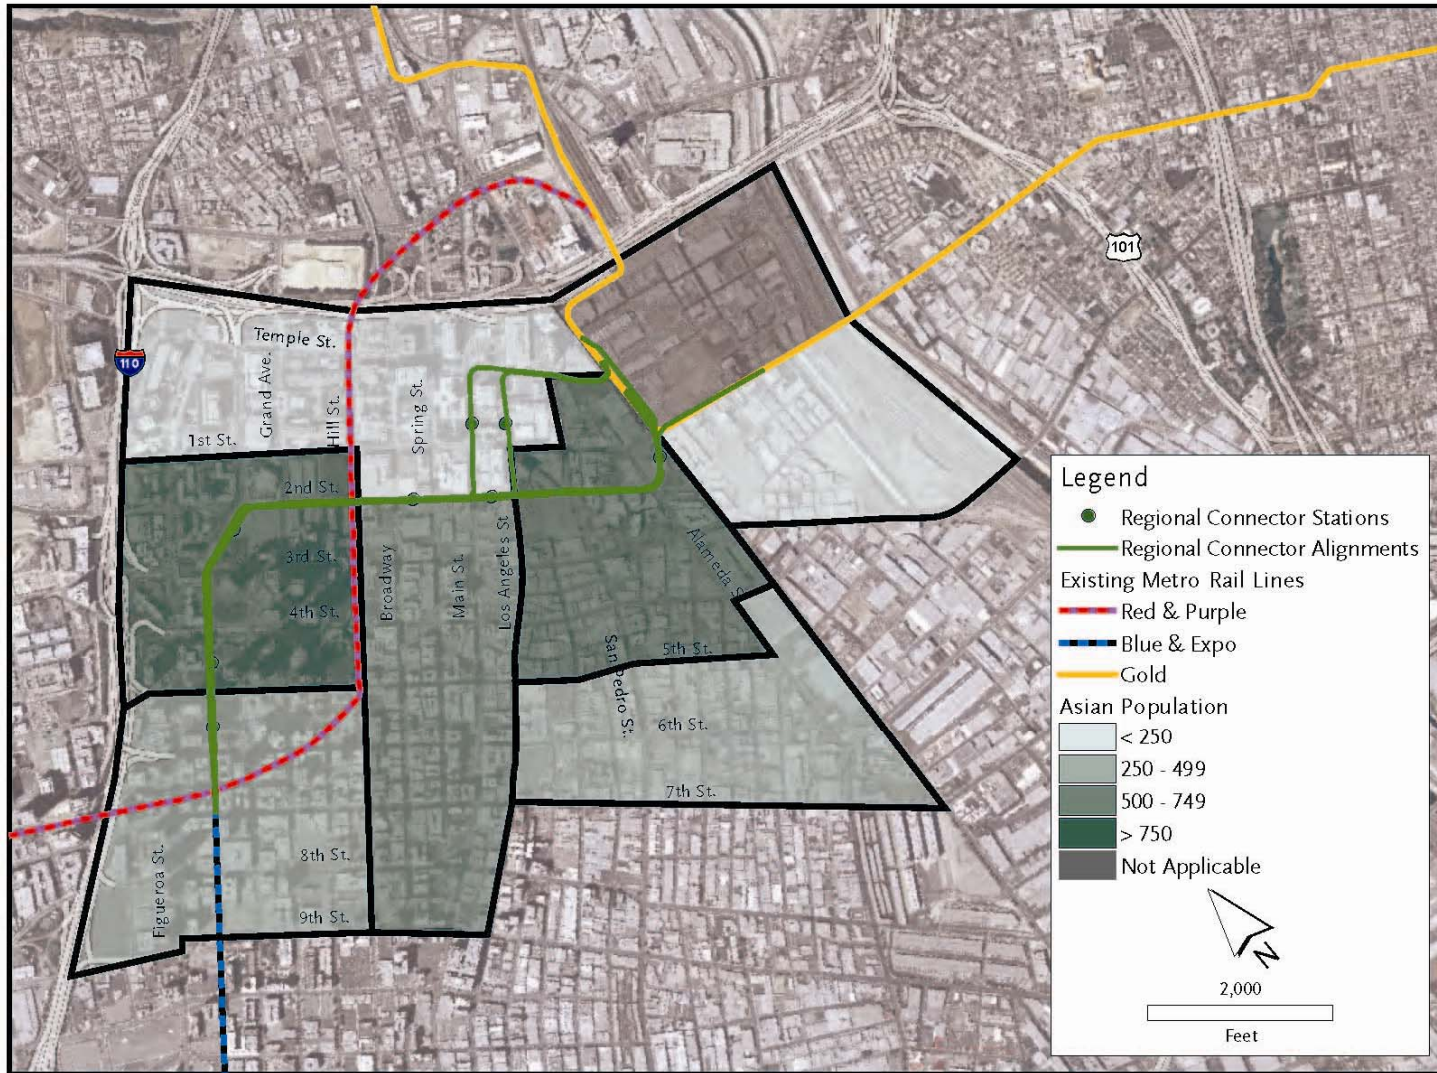 101
Temple St.
110
Grand Ave.
Hill St.
Spring St.
1st St.
2nd St.
3rd St.
4th St.
Broadway
Main St.
Los Angeles St
Alameda S
San Pedro St.
5th St.
6th St.
7th St.
8th St.
9th St.
Figueroa St.
Legend
Regional Connector Stations
Regional Connector Alignments
Existing Metro Rail Lines
Red & Purple
Blue & Expo
Gold
Asian Population
< 250
250 - 499
500 - 749
> 750
Not Applicable
N
2,000
Feet